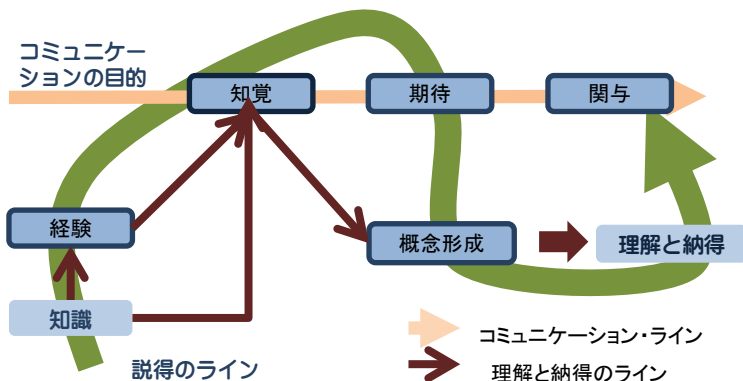 コミュニケー
ションの目的
知覚
期待
関与
経験
概念形成
理解と納得
知識
説得のライン
コミュニケーション・ライン
理解と納得のライン